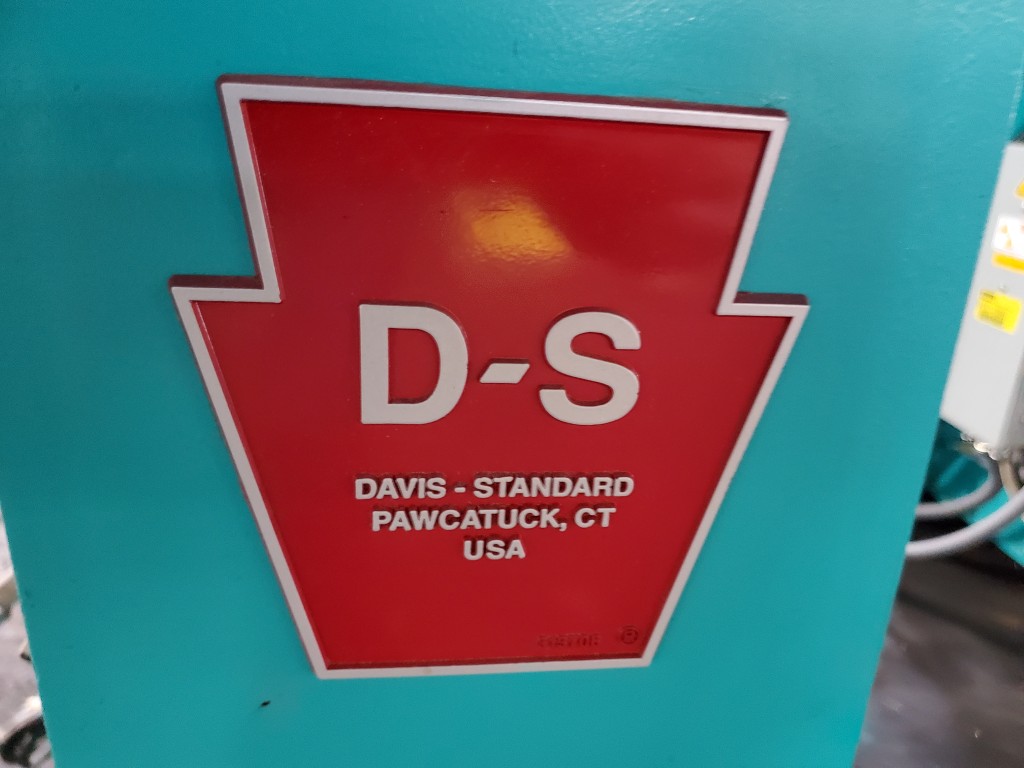 D-S
DAVIS - STANDARD
PAWCATUCK, CT
USA